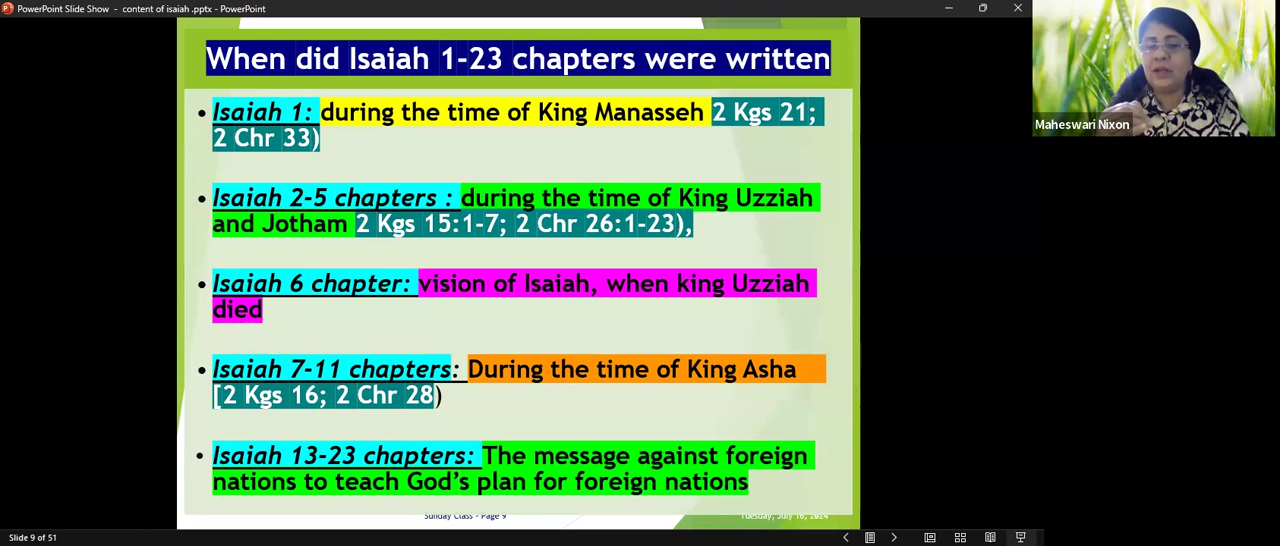 PowerPoint Slide Show - content of isaiah .pptx - PowerPoint
When did Isaiah 1-23 chapters were written
• Isaiah 1: during the time of King Manasseh 2 Kgs 21;
2 Chr 33)
• Isaiah 2-5 chapters : during the time of King Uzziah
and Jotham 2 Kgs 15:1-7; 2 Chr 26:1-23),
• Isaiah 6 chapter: vision of Isaiah, when king Uzziah
died
• Isaiah 7-11 chapters: During the time of King Asha
[2 Kgs 16; 2 Chr 28)
• Isaiah 13-23 chapters: The message against foreign
nations to teach God's plan for foreign nations
Sunday Class - Page 9
Tuesday, July 16, 2024
Slide 9 of 51
Maheswari Nixon